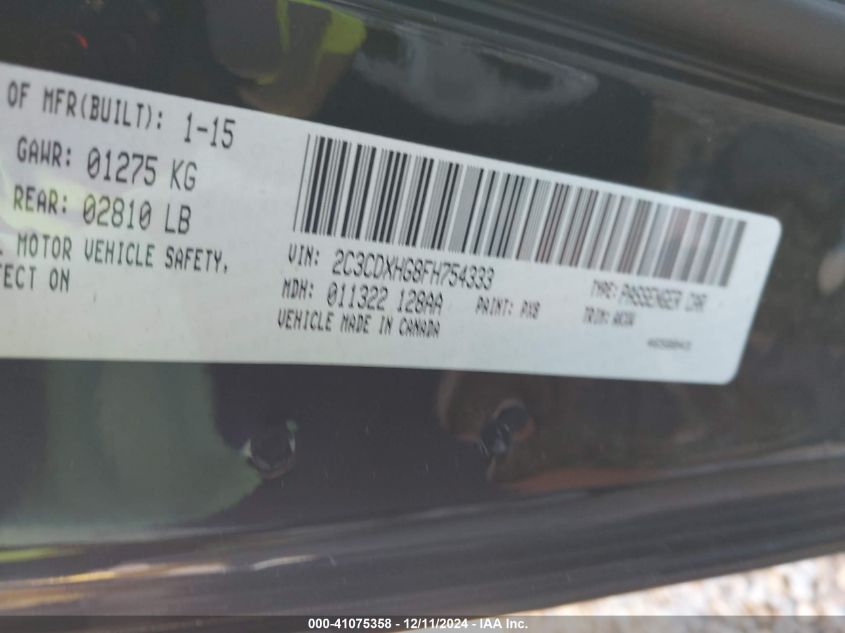 OF MFR(BUILT): 1-15
GAWR: 01275 KG
REAR: 02810 LB
MOTOR VEHICLE SAFETY,
ECT ON
VIN: 2C3CDXHG8FH754333
MDH: 011322 128AA PAINT: PX8
VEHICLE MADE IN CANADA
TYPE: PASSENGER CAR
TRIM:
000-41075358 - 12/11/2024 - IAA Inc.